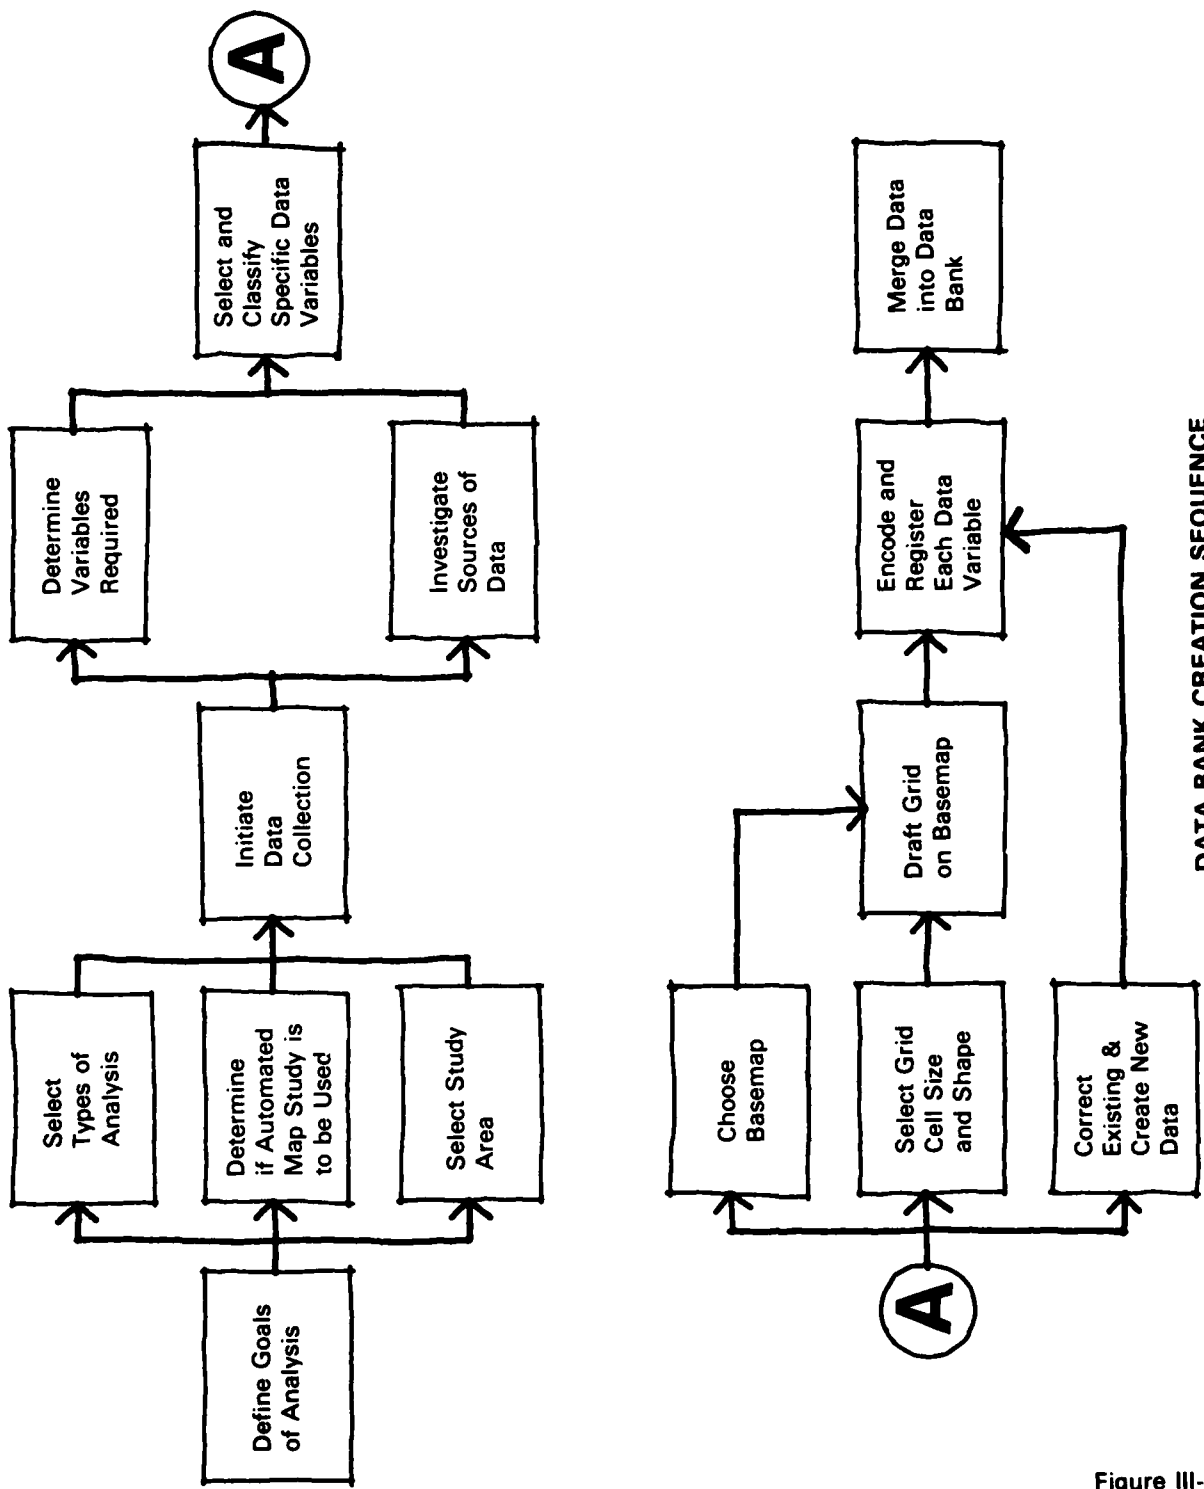 Define Goals
of Analysis
Select
Types of
Analysis
Determine
if Automated
Map Study is
to be Used
Select Study
Area
Initiate
Data
Collection
Determine
Variables
Required
Investigate
Sources of
Data
Select and
Classify
Specific Data
Variables
A
A
Choose
Basemap
Select Grid
Cell Size
and Shape
Correct
Existing &
Create New
Data
Draft Grid
on Basemap
Encode and
Register
Each Data
Variable
Merge Data
into Data
Bank
DATA BANK CREATION SEQUENCE
Figure III-